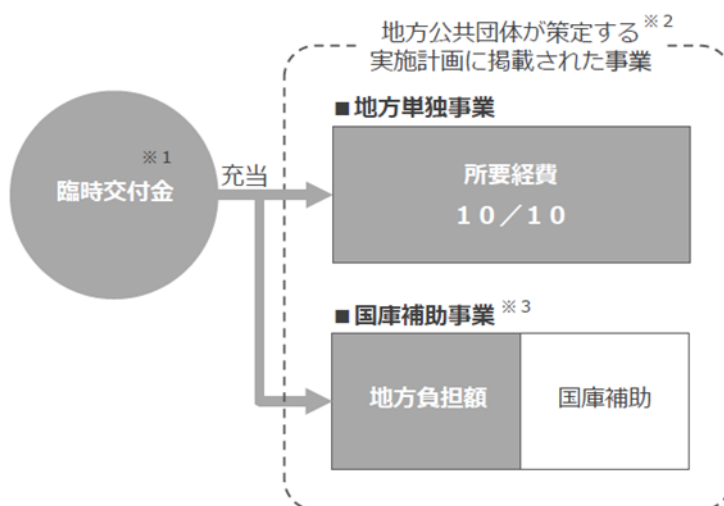 地方公共団体が策定する※2
実施計画に掲載された事業
■地方単独事業
※1
臨時交付金
充当
所要経費
10/10
■国庫補助事業※3
地方負担額
国庫補助